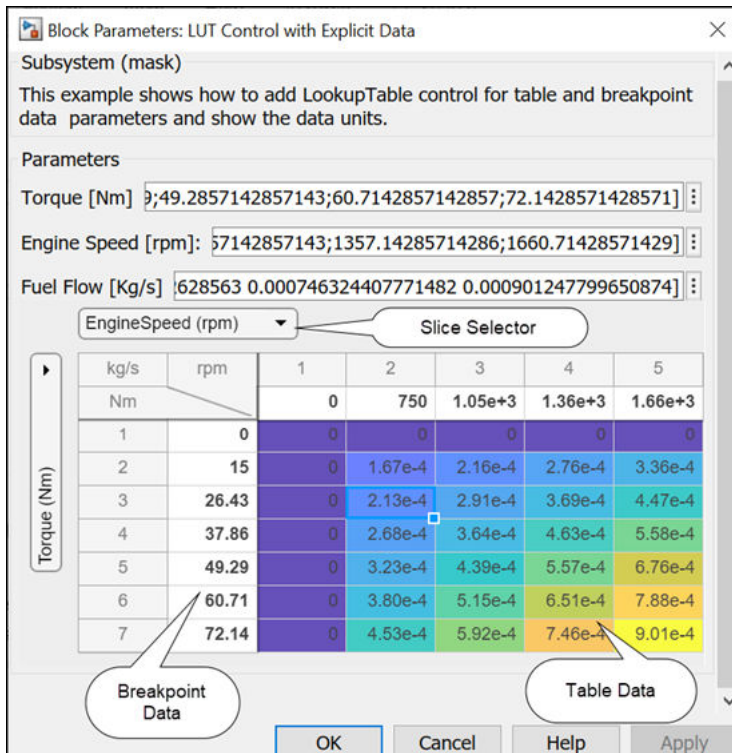 Block Parameters: LUT Control with Explicit Data
Subsystem (mask)
This example shows how to add LookupTable control for table and breakpoint
data parameters and show the data units.
Parameters
Torque [Nm] 9;49.2857142857143;60.7142857142857;72.1428571428571]
Engine Speed [rpm]: 57142857143;1357.14285714286;1660.71428571429]
Fuel Flow [Kg/s] 628563 0.000746324407771482 0.000901247799650874]
EngineSpeed (rpm)
Slice Selector
kg/s rpm 1 2 3 4 5
Nm 0 750 1.05e+3 1.36e+3 1.66e+3
1 0 0 0 0 0 0
2 15 0 1.67e-4 2.16e-4 2.76e-4 3.36e-4
3 26.43 0 2.13e-4 2.91e-4 3.69e-4 4.47e-4
4 37.86 0 2.68e-4 3.64e-4 4.63e-4 5.58e-4
5 49.29 0 3.23e-4 4.39e-4 5.57e-4 6.76e-4
6 60.71 0 3.80e-4 5.15e-4 6.51e-4 7.88e-4
7 72.14 0 4.53e-4 5.92e-4 7.46e-4 9.01e-4
Torque (Nm)
Breakpoint
Data
Table Data
OK Cancel Help Apply